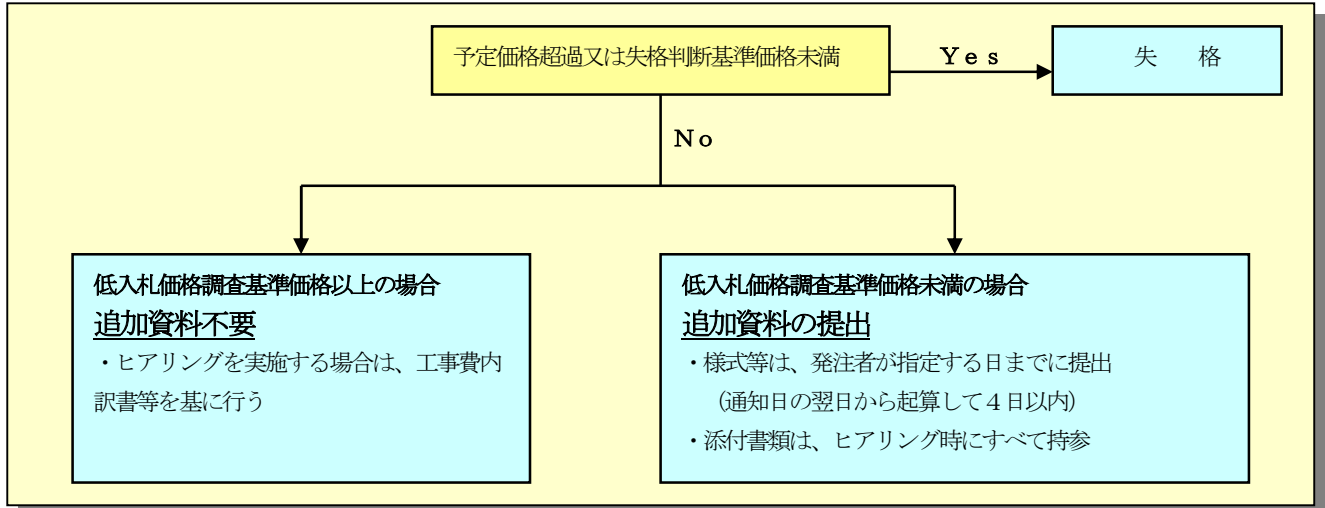 予定価格超過又は失格判断基準価格未満
Ｙｅｓ
失　　格
Ｎｏ
低入札価格調査基準価格以上の場合
追加資料不要
・ヒアリングを実施する場合は、工事費内
訳書等を基に行う
低入札価格調査基準価格未満の場合
追加資料の提出
・様式等は、発注者が指定する日までに提出
（通知日の翌日から起算して４日以内）
・添付書類は、ヒアリング時にすべて持参